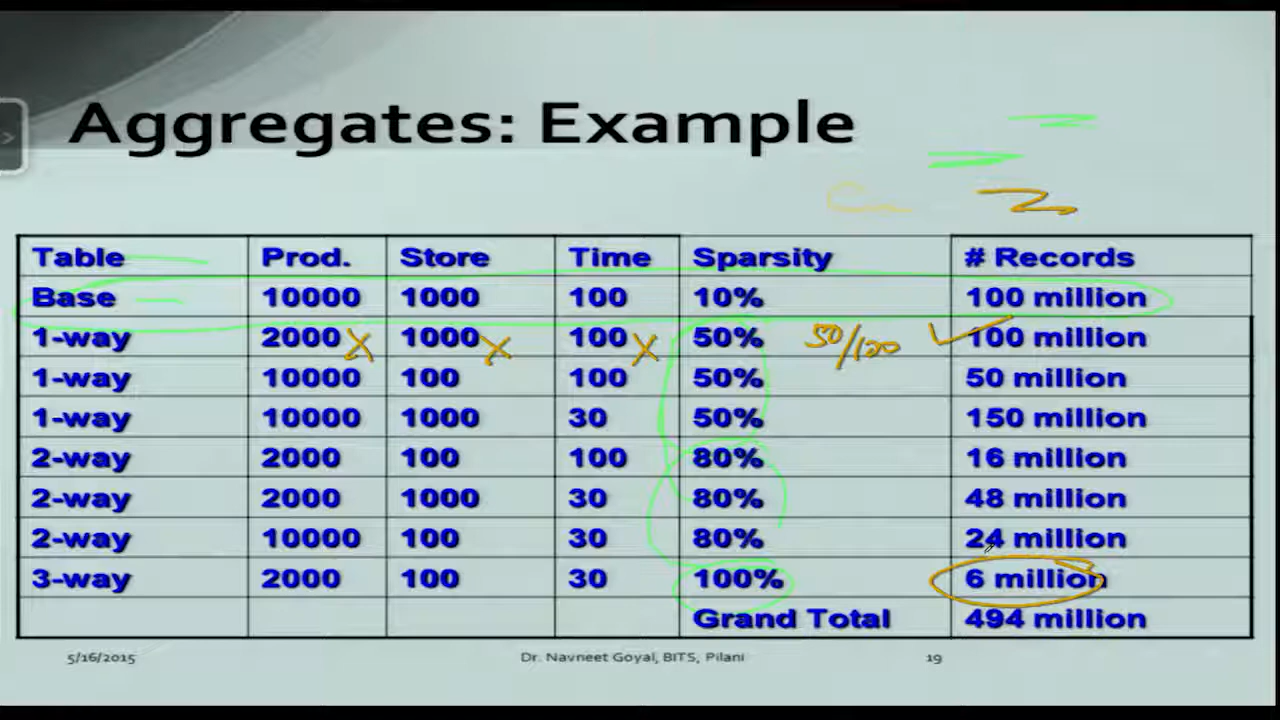 Aggregates: Example
Table Prod. Store Time Sparsity # Records
Base 10000 1000 100 10% 100 million
1-way 2000 X 1000 X 100 X 50% 50/100 ✓ 100 million
1-way 10000 100 100 50% 50 million
1-way 10000 1000 30 50% 150 million
2-way 2000 100 100 80% 16 million
2-way 2000 1000 30 80% 48 million
2-way 10000 100 30 80% 24 million
3-way 2000 100 30 100% 6 million
Grand Total 494 million
5/16/2015 Dr. Navneet Goyal, BITS, Pilani 19